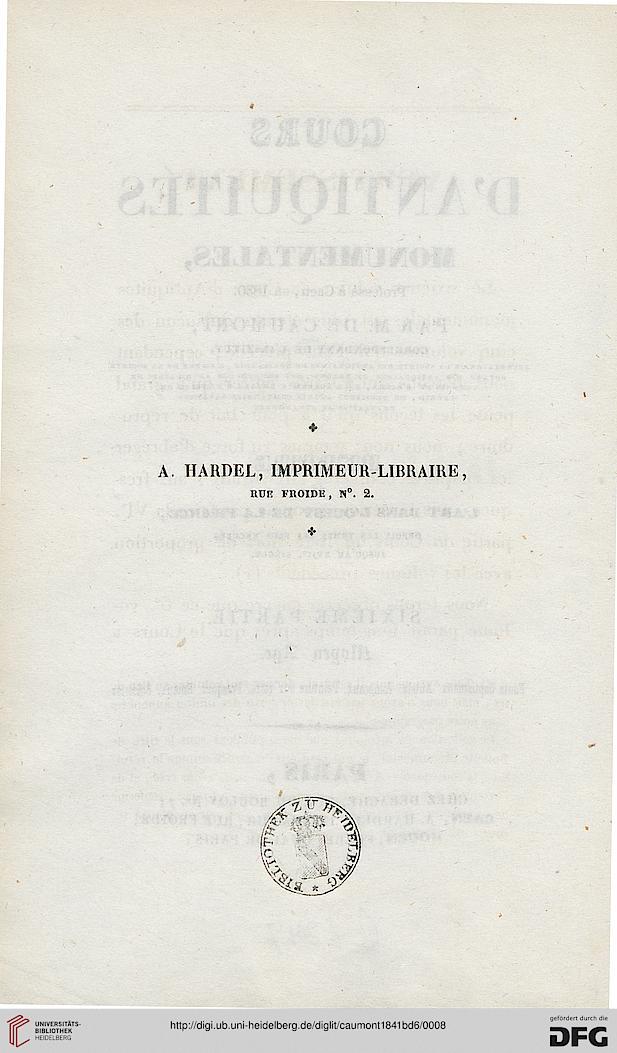 A. HARDEL, IMPRIMEUR-LIBRAIRE,
RUE FROIDE, N°. 2.
BIBLIOTHEK ZU HEIDELBERG *
UNIVERSITÄTS-
BIBLIOTHEK
HEIDELBERG
http://digi.ub.uni-heidelberg.de/diglit/caumont1841bd6/0008
gefördert durch die
DFG